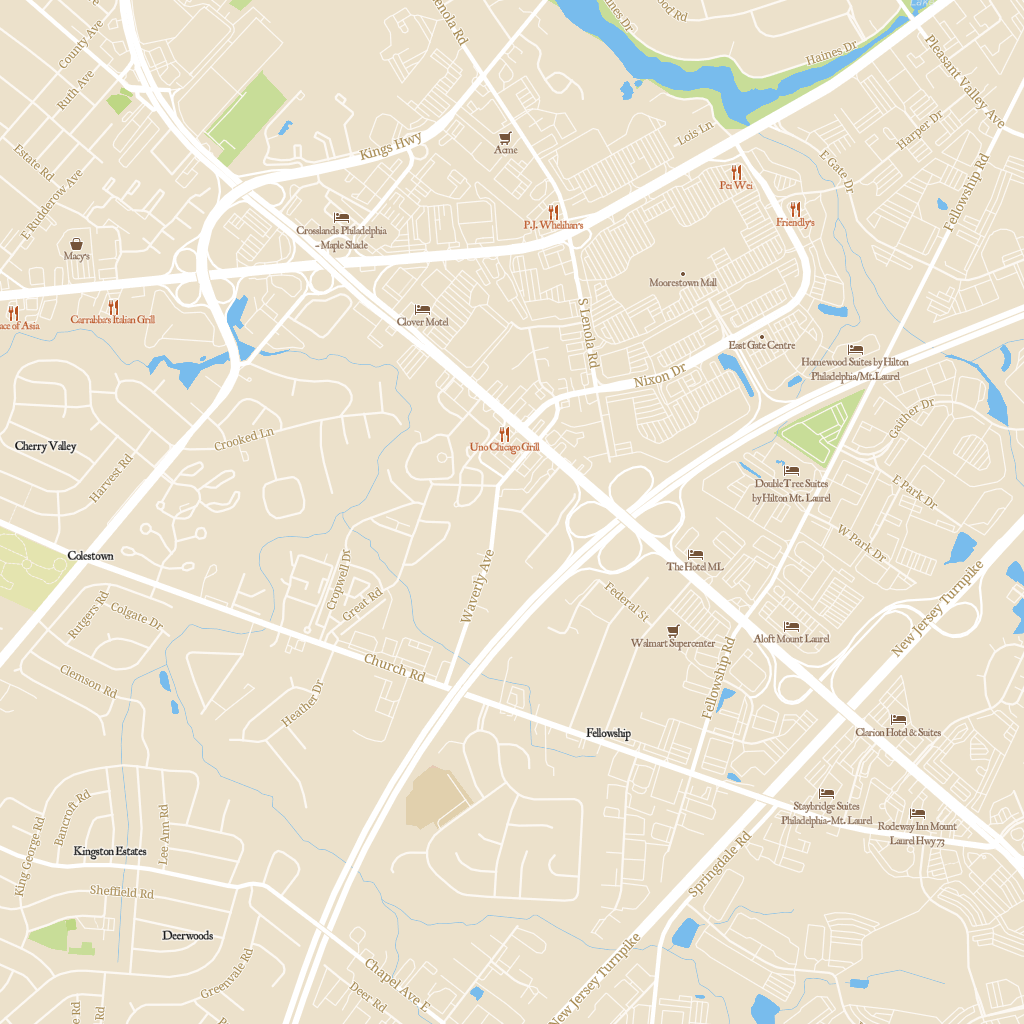 Haines Dr
Lenola Rd
County Ave
Ruth Ave
Haines Dr
Pleasant Valley Ave
Harper Dr
Lois Ln
Kings Hwy
Acme
Estate Rd
E Rudderow Ave
E Gate Dr
Fellowship Rd
Pei Wei
Friendly's
P.J. Whelihan's
Crosslands Philadelphia
- Maple Shade
Macy's
Moorestown Mall
Carrabba's Italian Grill
ace of Asia
Clover Motel
S Lenola Rd
East Gate Centre
Homewood Suites by Hilton
Philadelphia/Mt.Laurel
Nixon Dr
Gaither Dr
Uno Chicago Grill
Crooked Ln
Cherry Valley
Harvest Rd
DoubleTree Suites
by Hilton Mt. Laurel
E Park Dr
W Park Dr
Colestown
The Hotel ML
Cropwell Dr
Great Rd
Waverly Ave
Federal St
New Jersey Turnpike
Rutgers Rd
Colgate Dr
Walmart Supercenter
Aloft Mount Laurel
Fellowship Rd
Church Rd
Clemson Rd
Heather Dr
Fellowship
Clarion Hotel & Suites
Staybridge Suites
Philadelphia-Mt. Laurel
Rodeway Inn Mount
Laurel Hwy 73
Bancroft Rd
Lee Ann Rd
King George Rd
Kingston Estates
Springdale Rd
Sheffield Rd
Deerwoods
Greenvale Rd
Chapel Ave E
Deer Rd
New Jersey Turnpike